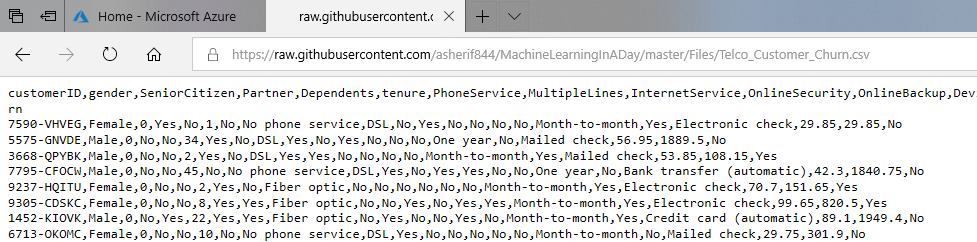 Home - Microsoft Azure
raw.githubusercontent.c
https://raw.githubusercontent.com/asherif844/MachineLearningInADay/master/Files/Telco_Customer_Churn.csv
customerID,gender,SeniorCitizen,Partner,Dependents,tenure,PhoneService,MultipleLines,InternetService,OnlineSecurity,OnlineBackup,Devi
rn
7590-VHVEG,Female,0,Yes,No,1,No,No phone service,DSL,No,Yes,No,No,No,No,Month-to-month,Yes,Electronic check,29.85,29.85,No
5575-GNVDE,Male,0,No,No,34,Yes,No,DSL,Yes,No,Yes,No,No,No,One year,No,Mailed check,56.95,1889.5,No
3668-QPYBK,Male,0,No,No,2,Yes,No,DSL,Yes,Yes,No,No,No,No,Month-to-month,Yes,Mailed check,53.85,108.15,Yes
7795-CFOCW,Male,0,No,No,45,No,No phone service,DSL,Yes,No,Yes,Yes,No,No,One year,No,Bank transfer (automatic),42.3,1840.75,No
9237-HQITU,Female,0,No,No,2,Yes,No,Fiber optic,No,No,No,No,No,No,Month-to-month,Yes,Electronic check,70.7,151.65,Yes
9305-CDSKC,Female,0,No,No,8,Yes,Yes,Fiber optic,No,No,Yes,No,Yes,Yes,Month-to-month,Yes,Electronic check,99.65,820.5,Yes
1452-KIOVK,Male,0,No,Yes,22,Yes,Yes,Fiber optic,No,Yes,No,No,Yes,No,Month-to-month,Yes,Credit card (automatic),89.1,1949.4,No
6713-OKOMC,Female,0,No,No,10,No,No phone service,DSL,Yes,No,No,No,No,No,Month-to-month,No,Mailed check,29.75,301.9,No